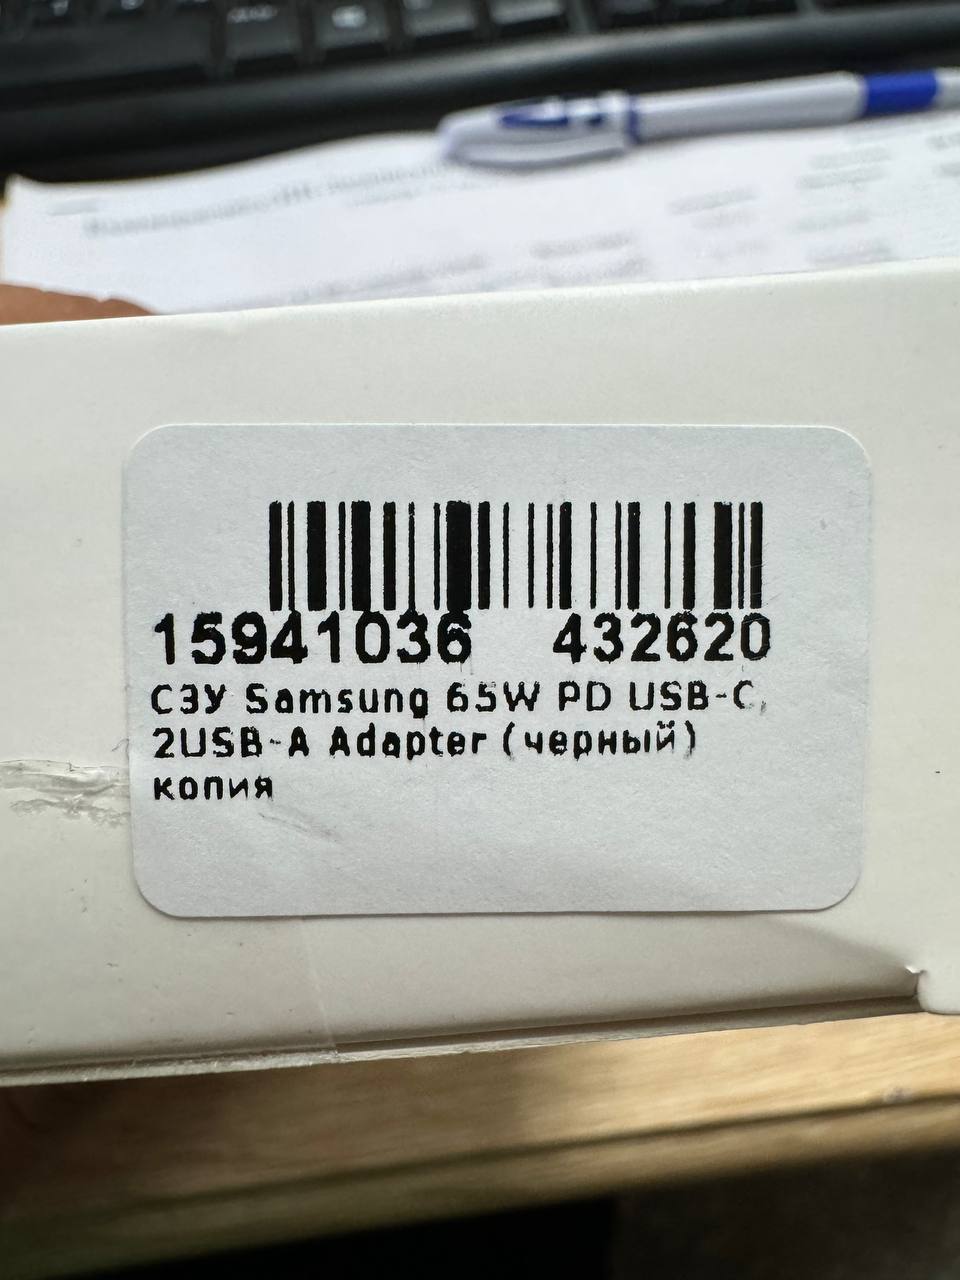 15941036 432620
СЗУ Samsung 65W PD USB-C,
2USB-A Adapter (черный)
копия